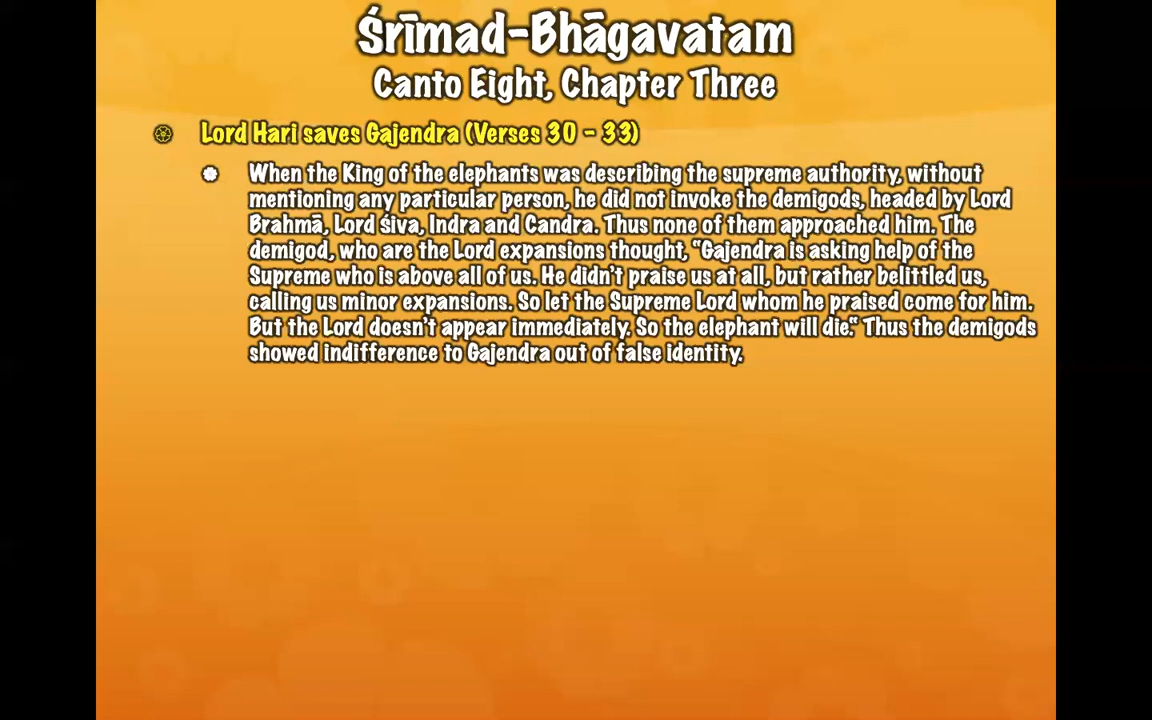 Śrīmad-Bhāgavatam
Canto Eight, Chapter Three
Lord Hari saves Gajendra (Verses 30 - 33)
When the King of the elephants was describing the supreme authority, without
mentioning any particular person, he did not invoke the demigods, headed by Lord
Brahmā, Lord śiva, Indra and Candra. Thus none of them approached him. The
demigod, who are the Lord expansions thought, "Gajendra is asking help of the
Supreme who is above all of us. He didn't praise us at all, but rather belittled us,
calling us minor expansions. So let the Supreme Lord whom he praised come for him.
But the Lord doesn't appear immediately. So the elephant will die." Thus the demigods
showed indifference to Gajendra out of false identity.